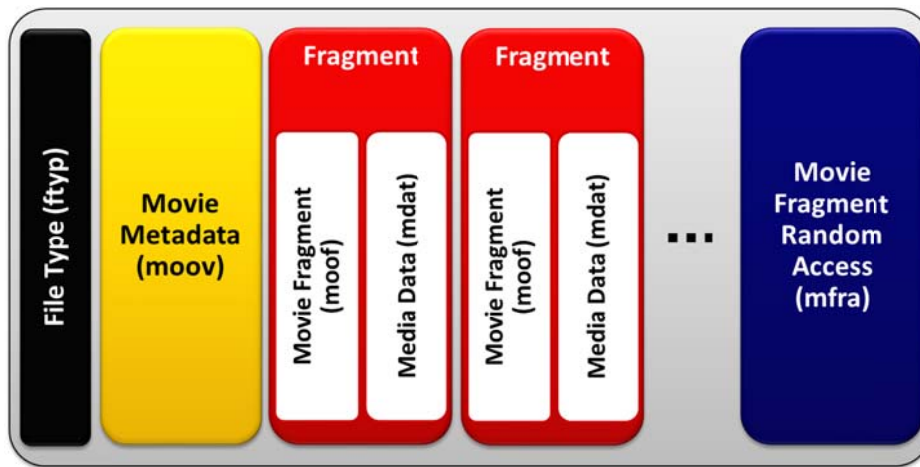 File Type (ftyp)
Movie
Metadata
(moov)
Fragment
Movie Fragment
(moof)
Media Data (mdat)
Fragment
Movie Fragment
(moof)
Media Data (mdat)
...
Movie
Fragment
Random
Access
(mfra)